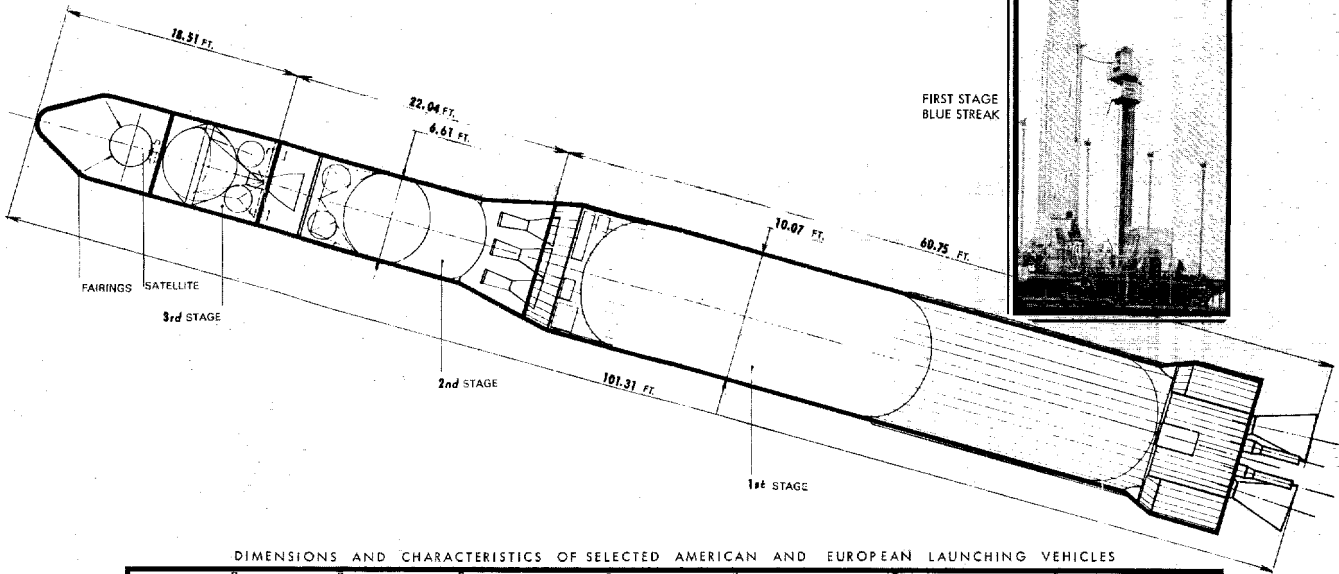 18.51 FT.
22.04 FT.
6.61 FT.
FIRST STAGE
BLUE STREAK
10.07 FT.
60.75 FT.
FAIRINGS SATELLITE
3rd STAGE
2nd STAGE
101.31 FT.
1st STAGE
DIMENSIONS AND CHARACTERISTICS OF SELECTED AMERICAN AND EUROPEAN LAUNCHING VEHICLES